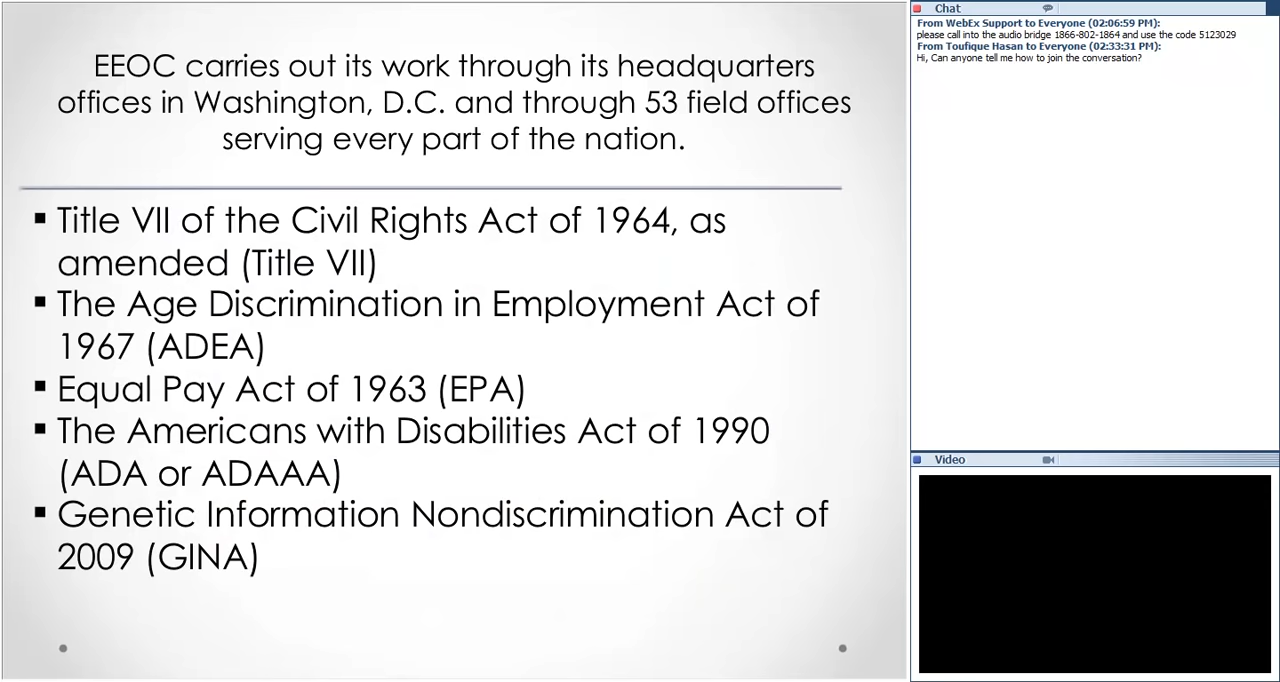 EEOC carries out its work through its headquarters
offices in Washington, D.C. and through 53 field offices
serving every part of the nation.
▪ Title VII of the Civil Rights Act of 1964, as
amended (Title VII)
▪ The Age Discrimination in Employment Act of
1967 (ADEA)
▪ Equal Pay Act of 1963 (EPA)
▪ The Americans with Disabilities Act of 1990
(ADA or ADAAA)
▪ Genetic Information Nondiscrimination Act of
2009 (GINA)
Chat
From WebEx Support to Everyone (02:06:59 PM):
please call into the audio bridge 1866-802-1864 and use the code 5123029
From Toufique Hasan to Everyone (02:33:31 PM):
Hi, Can anyone tell me how to join the conversation?
Video